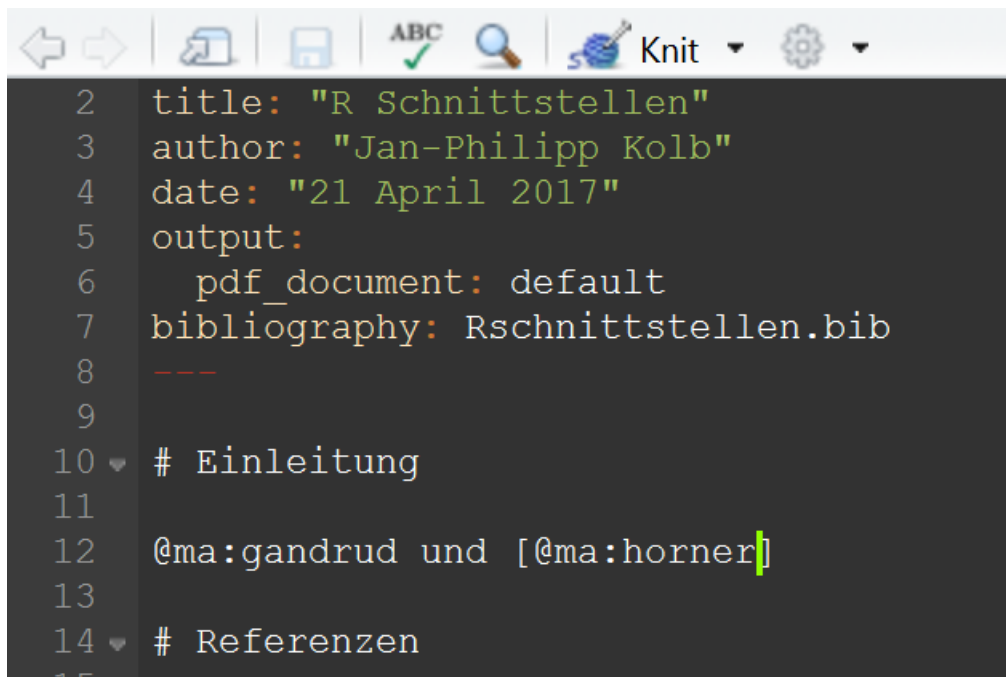 ABC
Knit
2 title: "R Schnittstellen"
3 author: "Jan-Philipp Kolb"
4 date: "21 April 2017"
5 output:
6   pdf_document: default
7 bibliography: Rschnittstellen.bib
8 ---
9
10 # Einleitung
11
12 @ma:gandrud und [@ma:horner]
13
14 # Referenzen